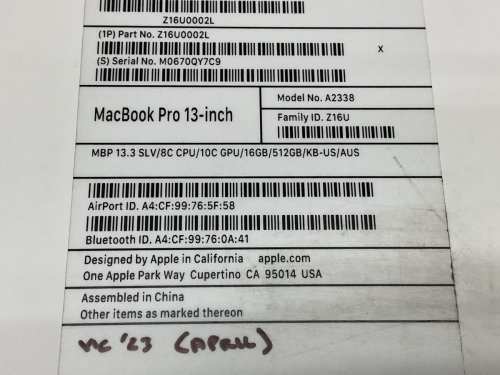 Z16U0002L
(1P) Part No. Z16U0002L
X
(S) Serial No. M0670QY7C9
MacBook Pro 13-inch
Model No. A2338
Family ID. Z16U
MBP 13.3 SLV/8C CPU/10C GPU/16GB/512GB/KB-US/AUS
AirPort ID. A4:CF:99:76:5F:58
Bluetooth ID. A4:CF:99:76:0A:41
Designed by Apple in California apple.com
One Apple Park Way Cupertino CA 95014 USA
Assembled in China
Other items as marked thereon
'23 (APRIL)